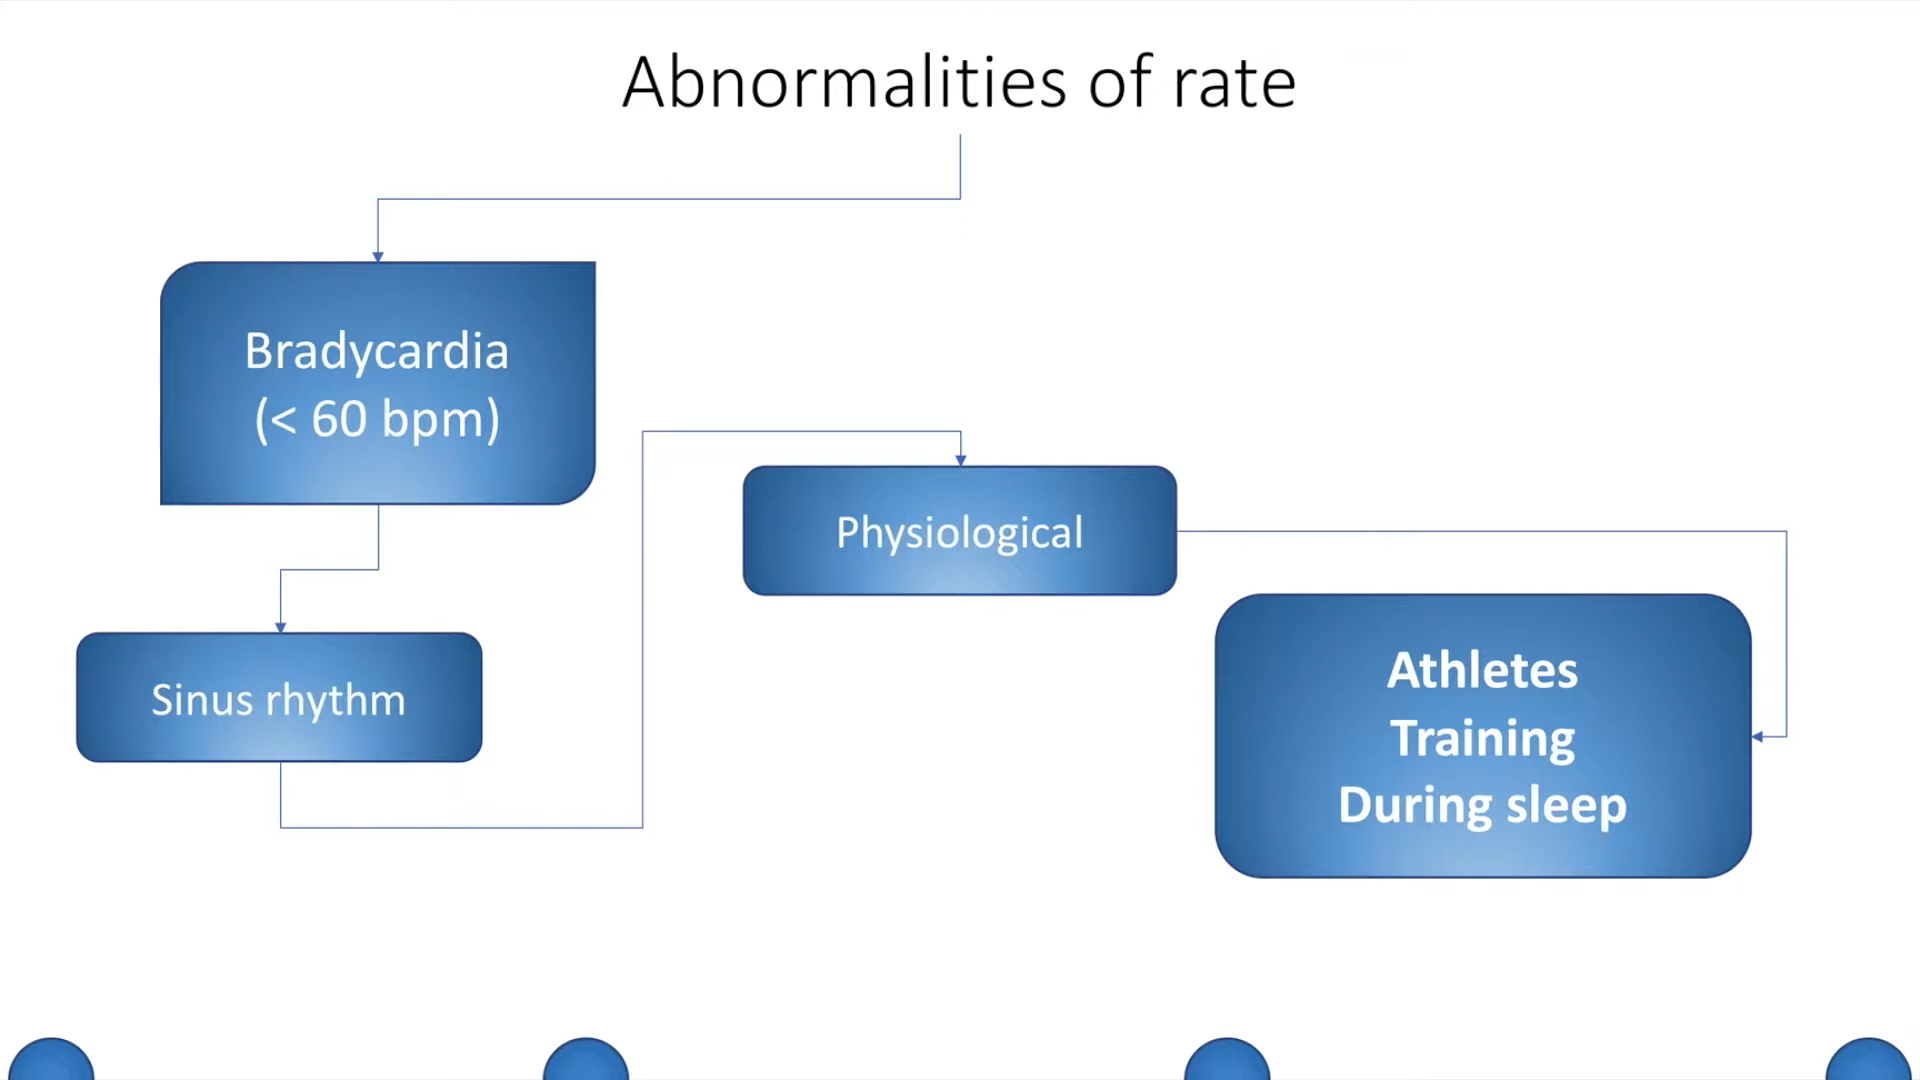 Abnormalities of rate
Bradycardia
(< 60 bpm)
Physiological
Sinus rhythm
Athletes
Training
During sleep